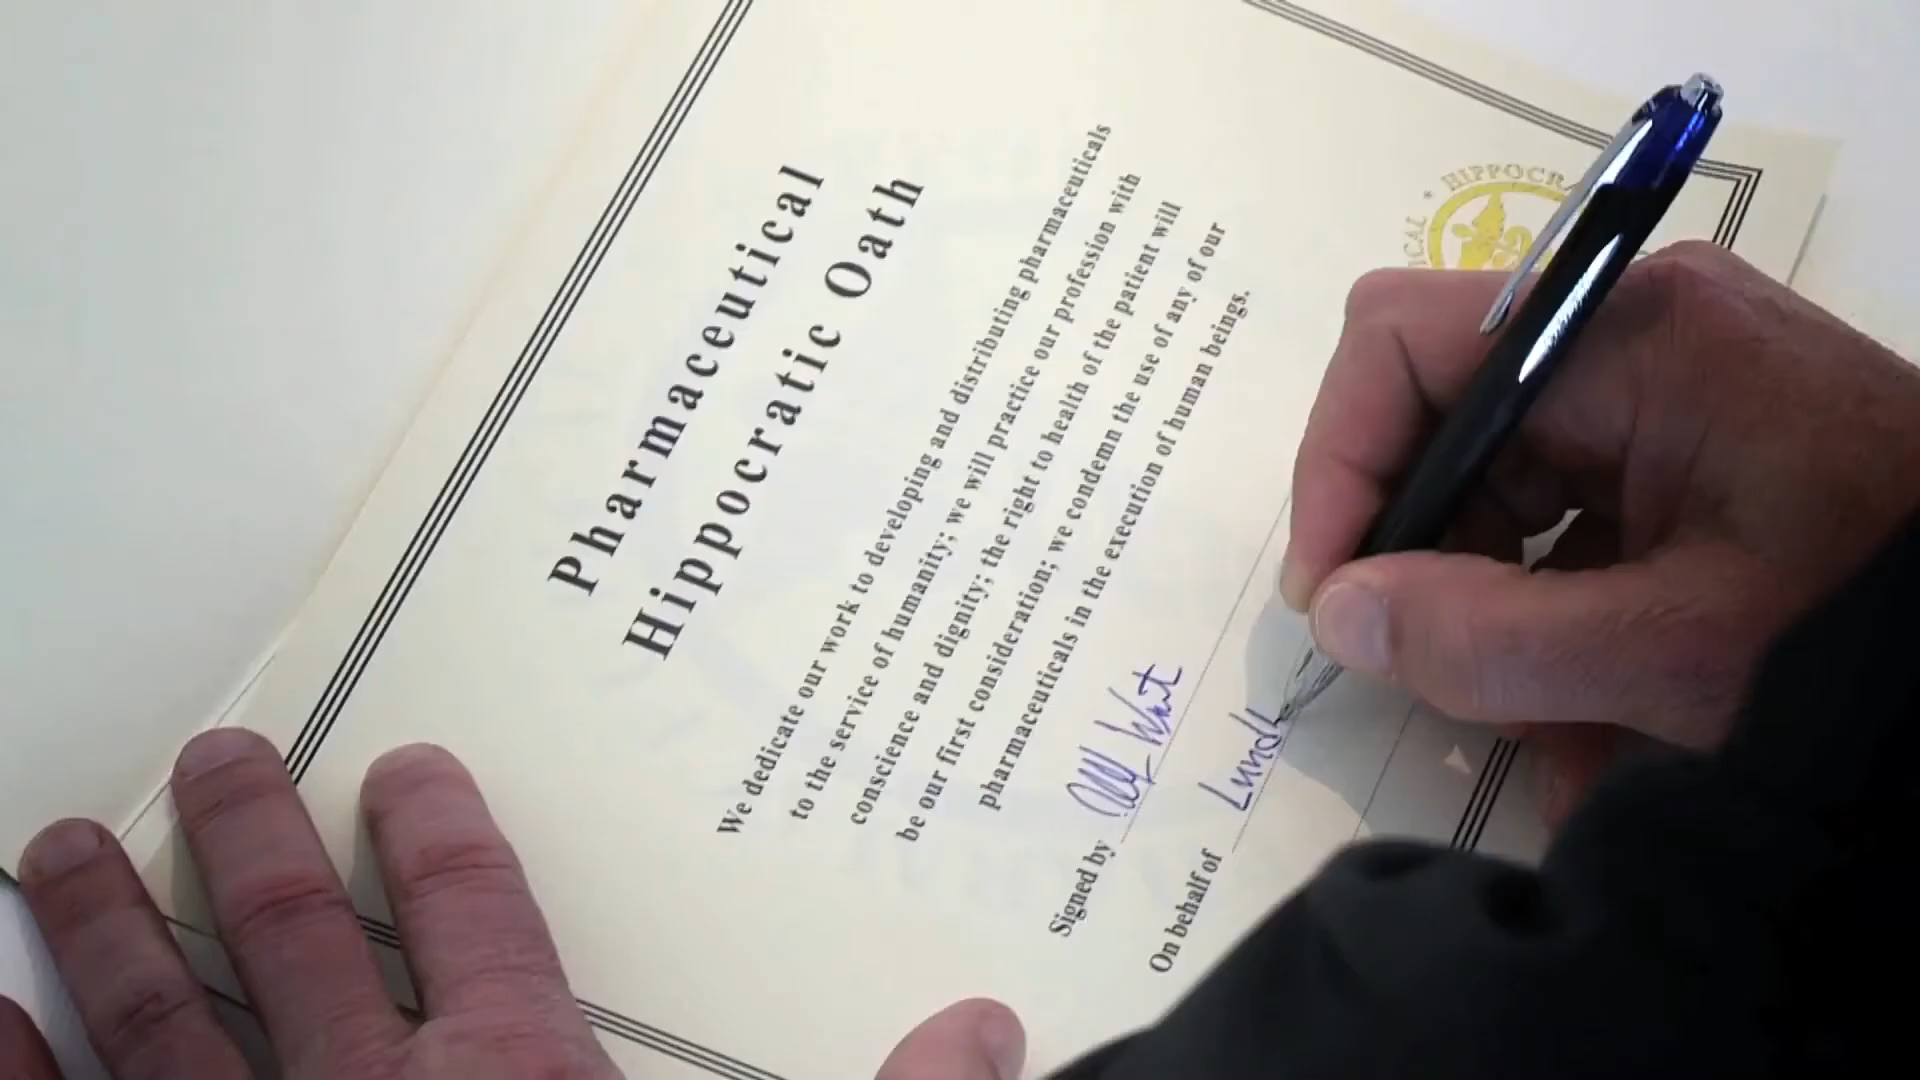 Pharmaceutical
Hippocratic Oath
We dedicate our work to developing and distributing pharmaceuticals
to the service of humanity; we will practice our profession with
conscience and dignity; the right to health of the patient will
be our first consideration; we condemn the use of any of our
pharmaceuticals in the execution of human beings.
Signed by
On behalf of Lundb
ICAL * HIPPOCR